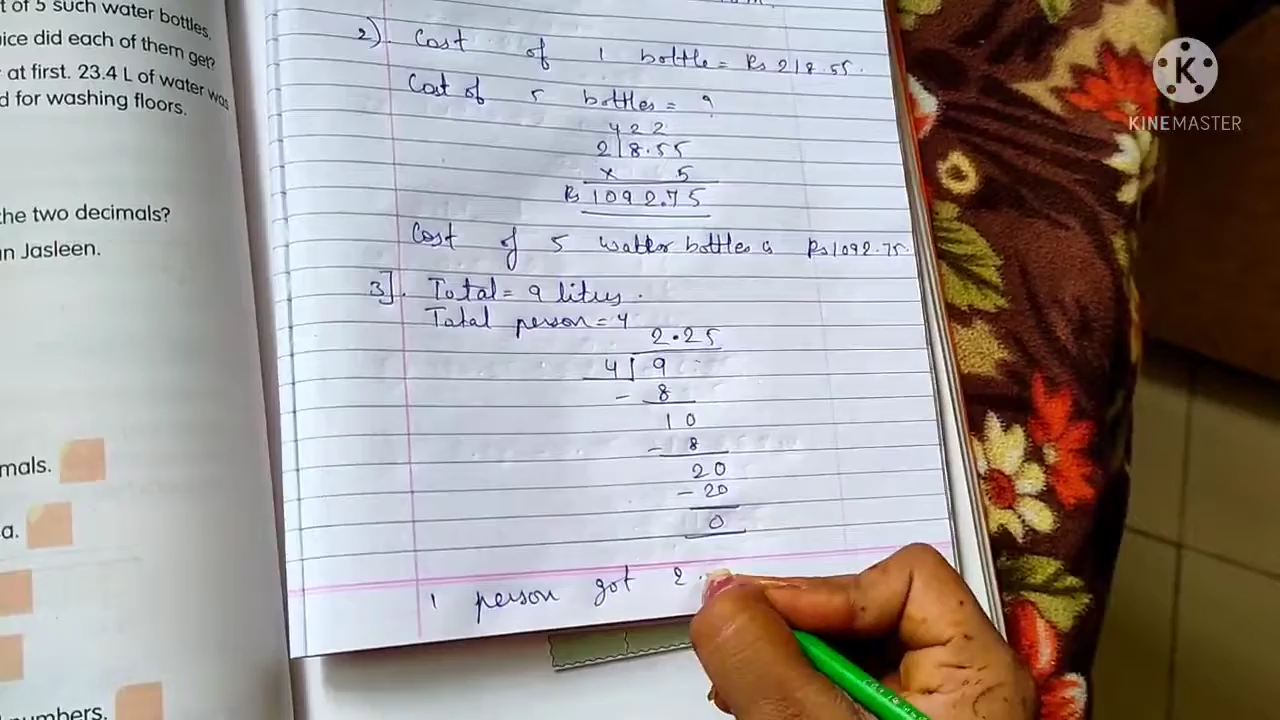 t of 5 such water bottles.
uice did each of them get?
at first. 23.4 L of water was
d for washing floors.
the two decimals?
an Jasleen.
mals.
a.
numbers.
2) Cost of 1 bottle = Rs 218.55.
Cost of 5 bottles = ?
4 2 2
218.55
x 5
Rs 1092.75
Cost of 5 water bottles is Rs 1092.75.
3]. Total = 9 litres.
Total person = 4
2.25
4 9
- 8
10
- 8
20
- 20
0
1 person got 2.
K
KINEMASTER